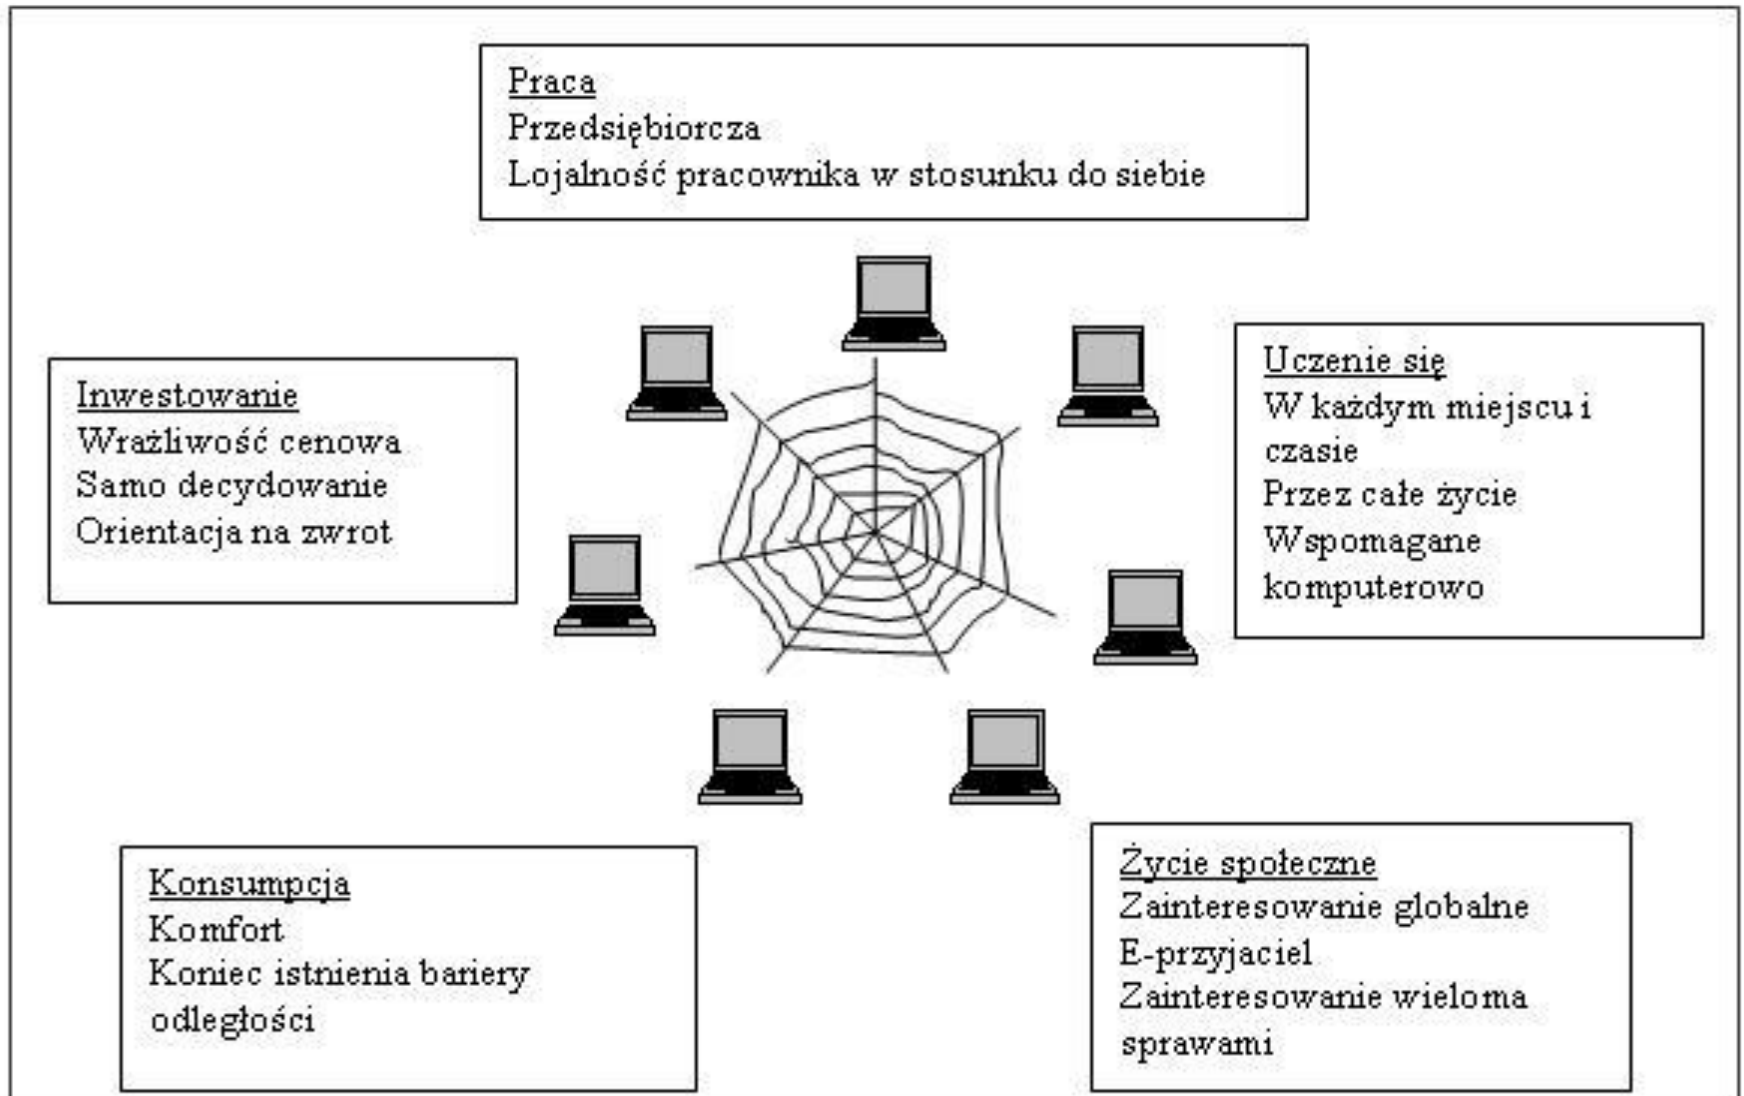 Praca
Przedsiębiorcza
Lojalność pracownika w stosunku do siebie
Inwestowanie
Wrażliwość cenowa
Samo decydowanie
Orientacja na zwrot
Uczenie się
W każdym miejscu i
czasie
Przez całe życie
Wspomagane
komputerowo
Konsumpcja
Komfort
Koniec istnienia bariery
odległości
Życie społeczne
Zainteresowanie globalne
E-przyjaciel
Zainteresowanie wieloma
sprawami